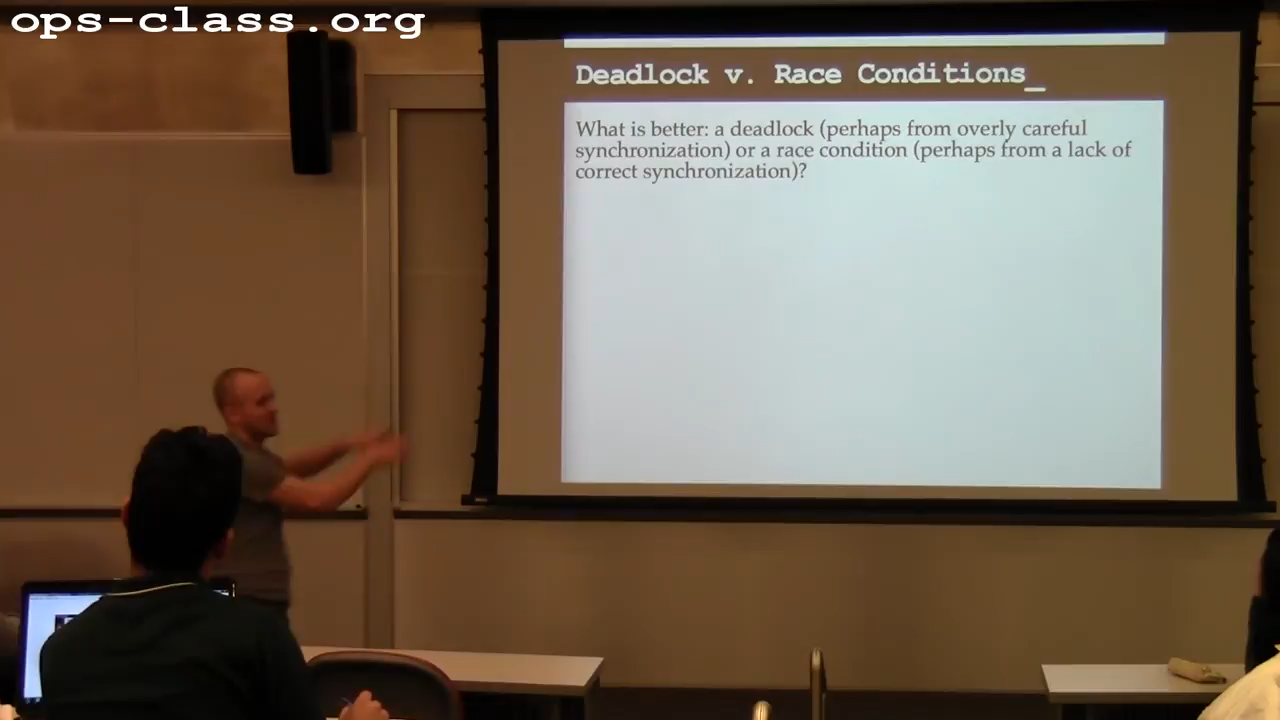 ops-class.org
Deadlock v. Race Conditions_
What is better: a deadlock (perhaps from overly careful
synchronization) or a race condition (perhaps from a lack of
correct synchronization)?